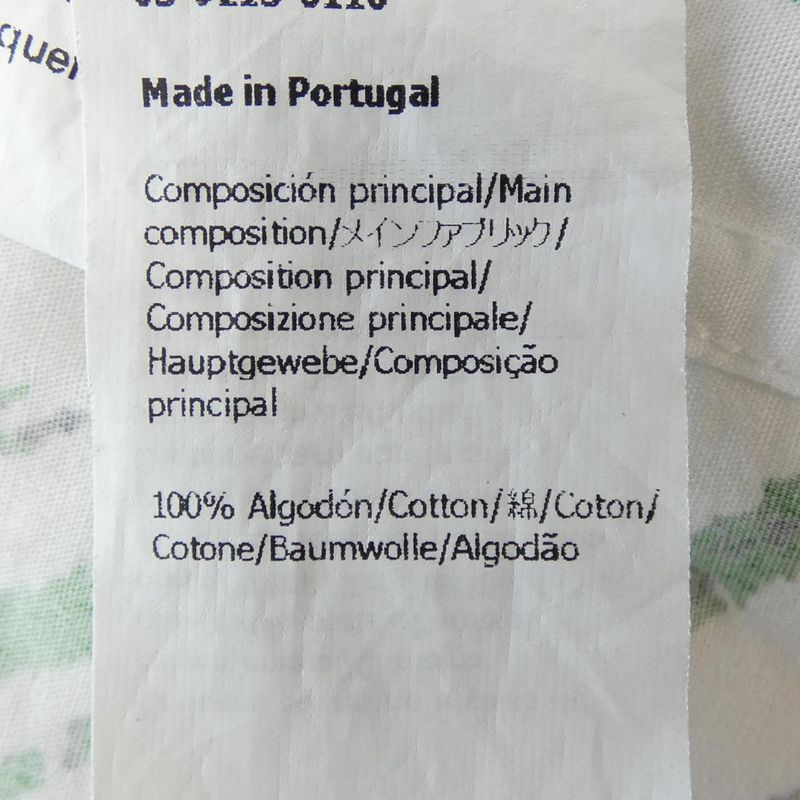 Made in Portugal
Composición principal/Main
composition/メインファブリック/
Composition principal/
Composizione principale/
Hauptgewebe/Composição
principal
100% Algodón/Cotton/綿/Coton/
Cotone/Baumwolle/Algodão